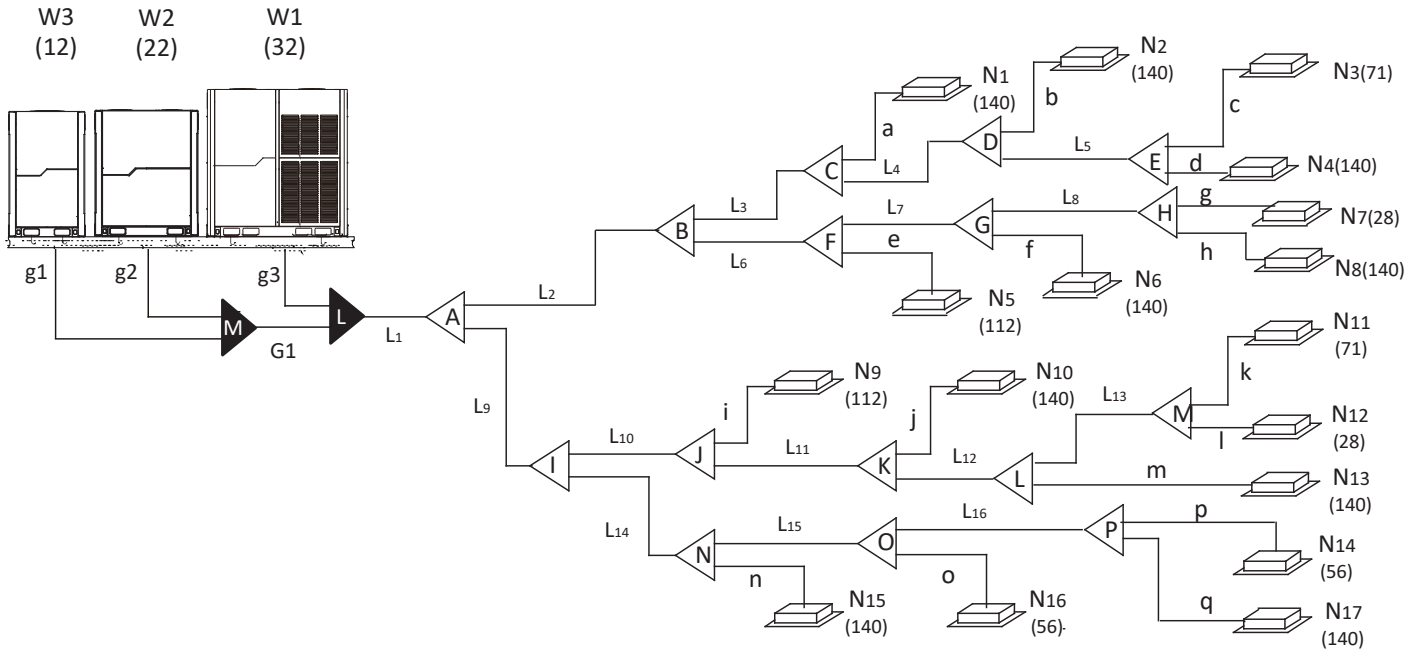 W3
(12)
W2
(22)
W1
(32)
g1
g2
g3
M
G1
L
L1
A
L2
B
L3
C
a
N1
(140)
L4
D
b
N2
(140)
L5
E
c
N3(71)
d
N4(140)
L6
F
L7
e
N5
(112)
G
L8
f
N6
(140)
H
g
N7(28)
h
N8(140)
L9
I
L10
J
i
N9
(112)
L11
K
j
N10
(140)
L12
L
L13
M
k
N11
(71)
l
N12
(28)
m
N13
(140)
L14
N
L15
n
N15
(140)
O
L16
o
N16
(56)
P
p
N14
(56)
q
N17
(140)